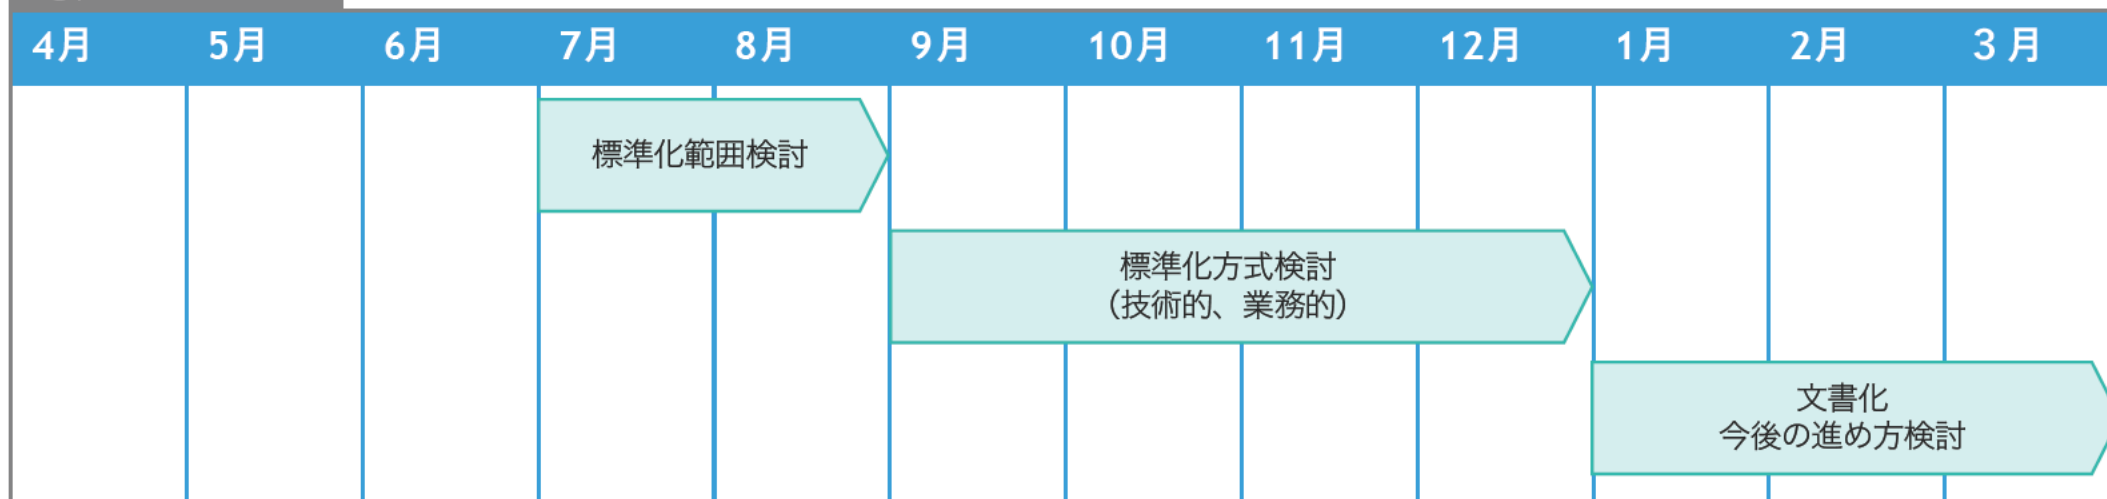 4月 5月 6月 7月 8月 9月 10月 11月 12月 1月 2月 3月
標準化範囲検討
標準化方式検討
（技術的、業務的）
文書化
今後の進め方検討